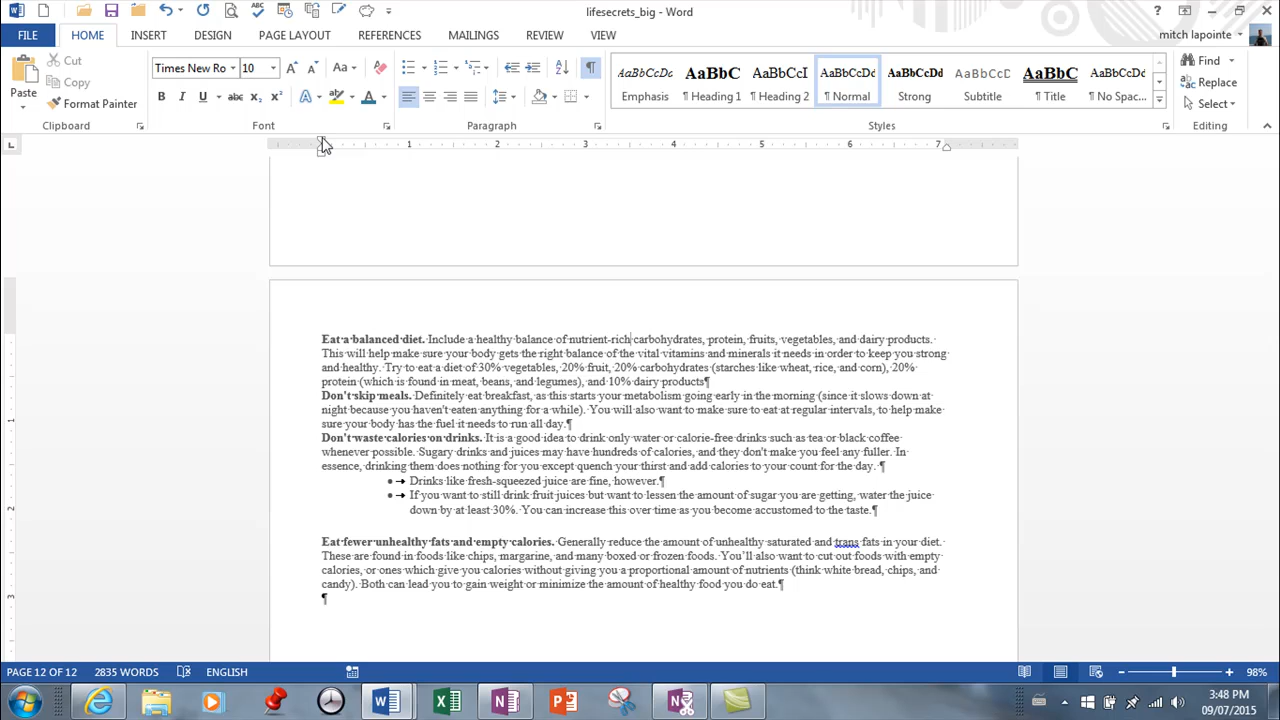 lifesecrets_big - Word
FILE HOME INSERT DESIGN PAGE LAYOUT REFERENCES MAILINGS REVIEW VIEW mitch lapointe
Cut
Copy
Format Painter
Paste
Clipboard
Times New Ro 10 Aa
B I U abc X₂ X² A A
Font
Paragraph
AaBbCcDc AaBbC AaBbCcI AaBbCcDd AaBbCcDd AaBbCcDd AaBbCcC AaBbCcDd
Emphasis ¶ Heading 1 ¶ Heading 2 ¶ Normal Strong Subtitle ¶ Title ¶ No Spac...
Styles
Find
Replace
Select
Editing
1 2 3 4 5 6 7
Eat a balanced diet. Include a healthy balance of nutrient-rich carbohydrates, protein, fruits, vegetables, and dairy products.
This will help make sure your body gets the right balance of the vital vitamins and minerals it needs in order to keep you strong
and healthy. Try to eat a diet of 30% vegetables, 20% fruit, 20% carbohydrates (starches like wheat, rice, and corn), 20%
protein (which is found in meat, beans, and legumes), and 10% dairy products¶
Don't skip meals. Definitely eat breakfast, as this starts your metabolism going early in the morning (since it slows down at
night because you haven't eaten anything for a while). You will also want to make sure to eat at regular intervals, to help make
sure your body has the fuel it needs to run all day.¶
Don't waste calories on drinks. It is a good idea to drink only water or calorie-free drinks such as tea or black coffee
whenever possible. Sugary drinks and juices may have hundreds of calories, and they don't make you feel any fuller. In
essence, drinking them does nothing for you except quench your thirst and add calories to your count for the day. ¶
• Drinks like fresh-squeezed juice are fine, however.¶
• If you want to still drink fruit juices but want to lessen the amount of sugar you are getting, water the juice
down by at least 30%. You can increase this over time as you become accustomed to the taste.¶
Eat fewer unhealthy fats and empty calories. Generally reduce the amount of unhealthy saturated and trans fats in your diet.
These are found in foods like chips, margarine, and many boxed or frozen foods. You'll also want to cut out foods with empty
calories, or ones which give you calories without giving you a proportional amount of nutrients (think white bread, chips, and
candy). Both can lead you to gain weight or minimize the amount of healthy food you do eat.¶
¶
1
2
3
PAGE 12 OF 12 2835 WORDS ENGLISH 98%
3:48 PM
09/07/2015